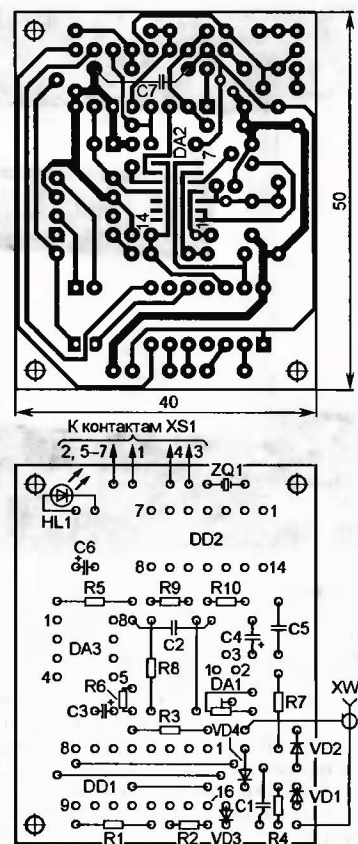 C7
DA2
7
14
1
50
40
К контактам XS1
2, 5–7 1 4 3 ZQ1
HL1
7 1
DD2
C6
8 14
R5 R9 R10
1 8 C2 C4 C5
DA3 R8 3
4 5 1 2
R6 DA1 R7 XW
C3 R3 VD4
8 1 VD2
DD1 VD1
9 16 C1
R1 R2 VD3 R4